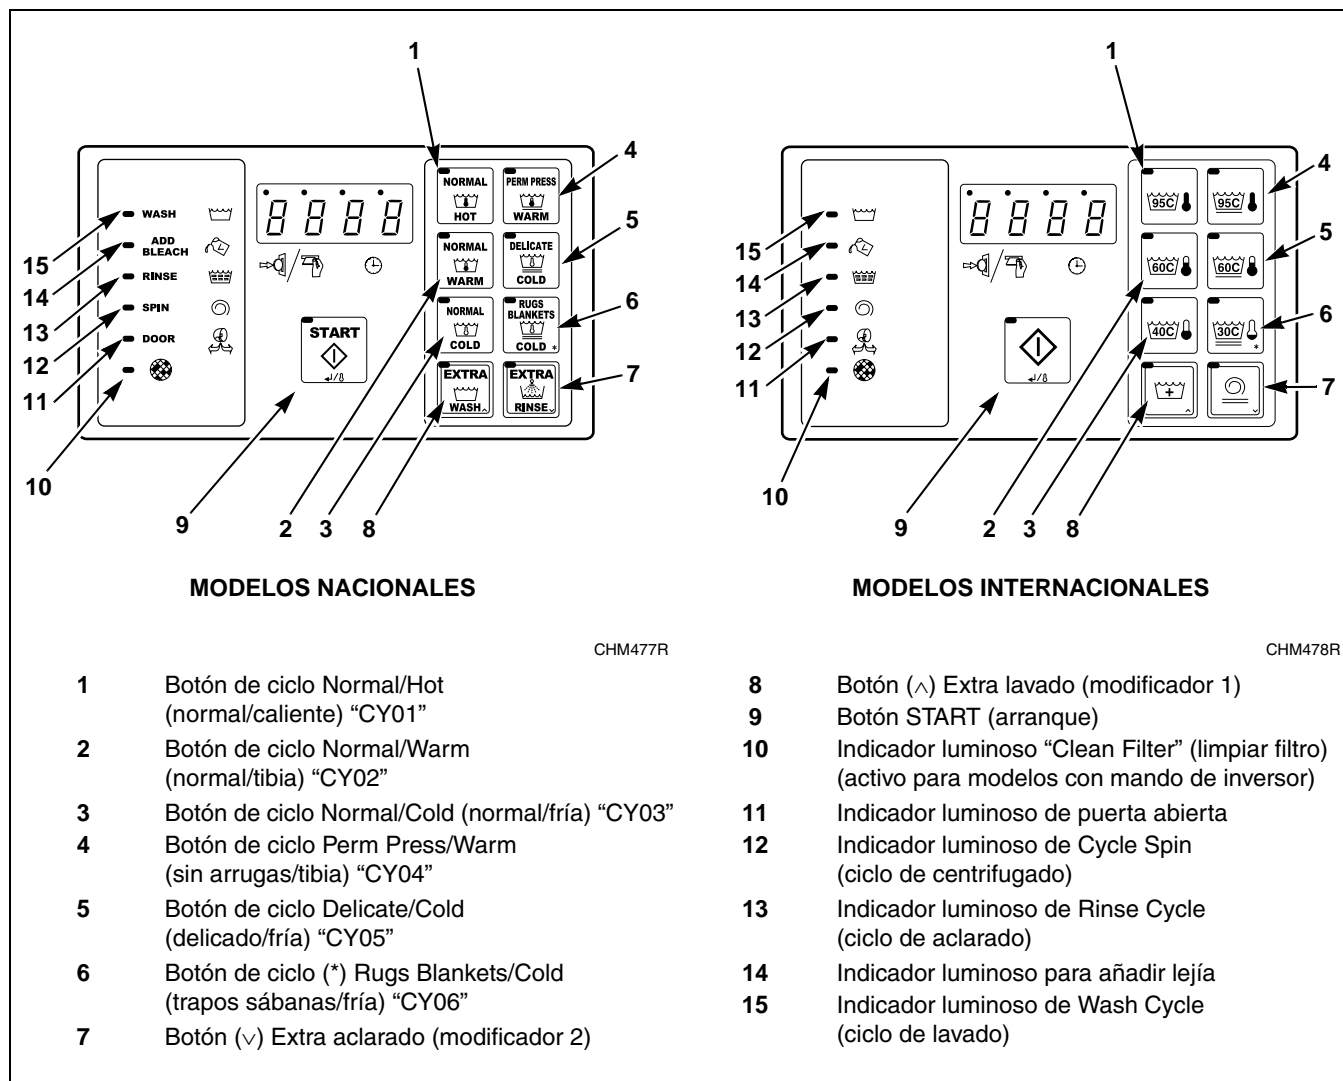 1
4
5
6
7
15
14
13
12
11
10
9
2
3
8
WASH
ADD
BLEACH
RINSE
SPIN
DOOR
8 8 8 8
START
NORMAL
HOT
PERM PRESS
WARM
NORMAL
WARM
DELICATE
COLD
NORMAL
COLD
RUGS
BLANKETS
COLD *
EXTRA
WASH ^
EXTRA
RINSE ˅
1
4
5
6
7
15
14
13
12
11
10
9
2
3
8
8 8 8 8
95C
95C
60C
60C
40C
30C
*
+
^
˅
MODELOS NACIONALES
MODELOS INTERNACIONALES
CHM477R
CHM478R
1 Botón de ciclo Normal/Hot
(normal/caliente) “CY01”
2 Botón de ciclo Normal/Warm
(normal/tibia) “CY02”
3 Botón de ciclo Normal/Cold (normal/fría) “CY03”
4 Botón de ciclo Perm Press/Warm
(sin arrugas/tibia) “CY04”
5 Botón de ciclo Delicate/Cold
(delicado/fría) “CY05”
6 Botón de ciclo (*) Rugs Blankets/Cold
(trapos sábanas/fría) “CY06”
7 Botón (∨) Extra aclarado (modificador 2)
8 Botón (∧) Extra lavado (modificador 1)
9 Botón START (arranque)
10 Indicador luminoso “Clean Filter” (limpiar filtro)
(activo para modelos con mando de inversor)
11 Indicador luminoso de puerta abierta
12 Indicador luminoso de Cycle Spin
(ciclo de centrifugado)
13 Indicador luminoso de Rinse Cycle
(ciclo de aclarado)
14 Indicador luminoso para añadir lejía
15 Indicador luminoso de Wash Cycle
(ciclo de lavado)